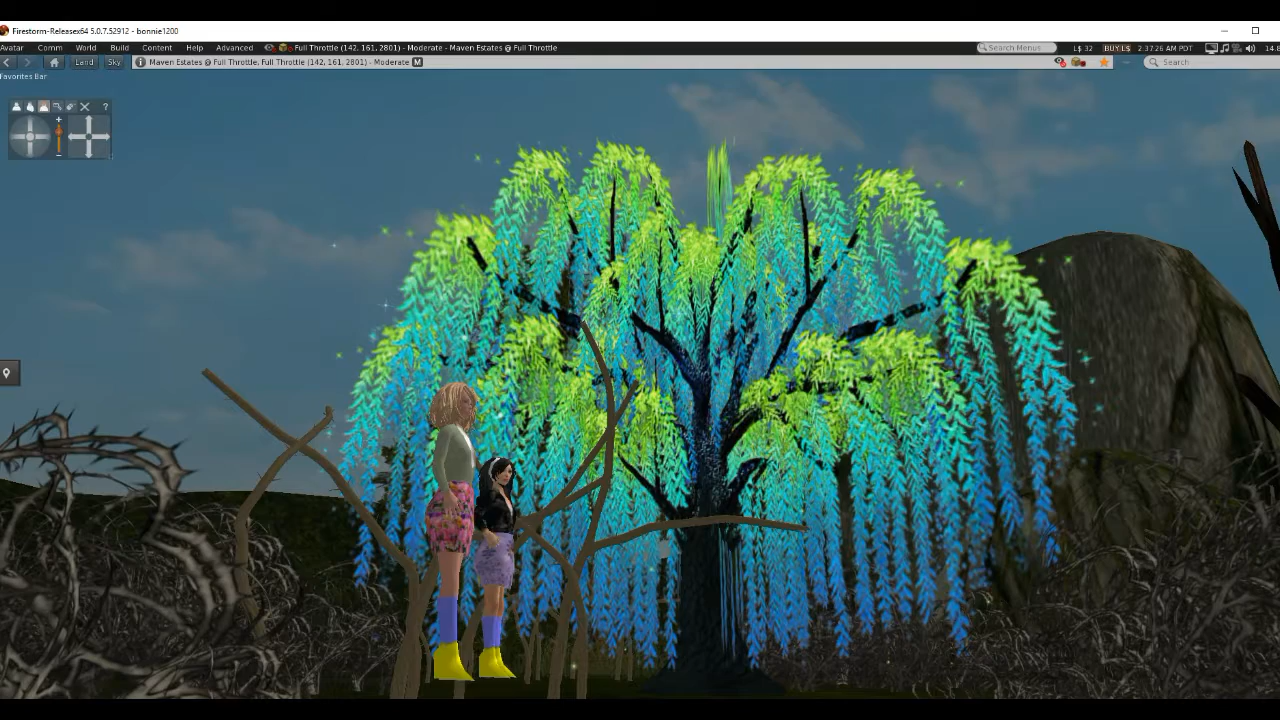 Firestorm-Releasex64 5.0.7.52912 - bonnie1200
Avatar Comm World Build Content Help Advanced Full Throttle (142, 161, 2801) - Moderate - Maven Estates @ Full Throttle Search Menus L$ 32 BUY L$ 2:37:26 AM PDT 14.8
Land Sky Maven Estates @ Full Throttle, Full Throttle (142, 161, 2801) - Moderate M Search
Favorites Bar
+ ?
-